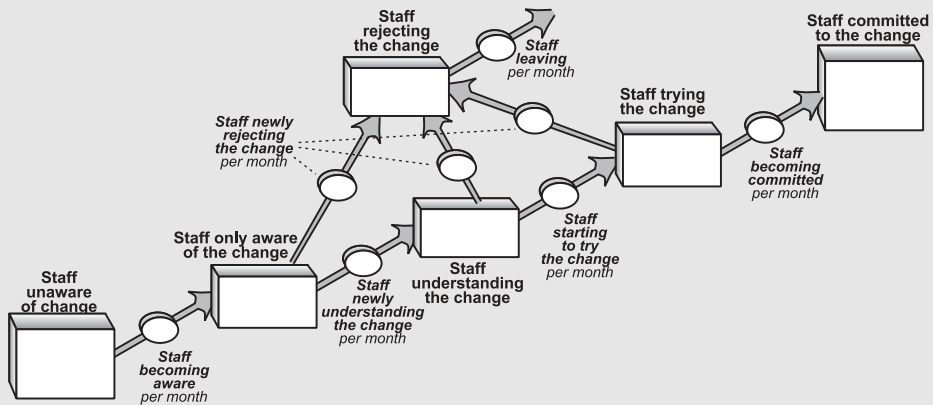 Staff
rejecting
the change
Staff
leaving
per month
Staff committed
to the change
Staff trying
the change
Staff newly
rejecting
the change
per month
Staff
becoming
committed
per month
Staff only aware
of the change
Staff
starting
to try
the change
per month
Staff
understanding
the change
Staff
newly
understanding
the change
per month
Staff
unaware
of change
Staff
becoming
aware
per month